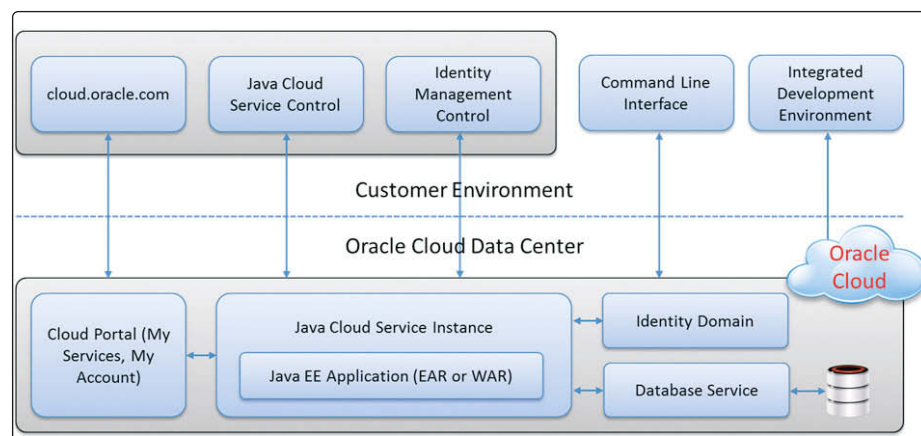 cloud.oracle.com
Java Cloud
Service Control
Identity
Management
Control
Command Line
Interface
Integrated
Development
Environment
Customer Environment
Oracle Cloud Data Center
Oracle
Cloud
Cloud Portal (My
Services, My
Account)
Java Cloud Service Instance
Java EE Application (EAR or WAR)
Identity Domain
Database Service